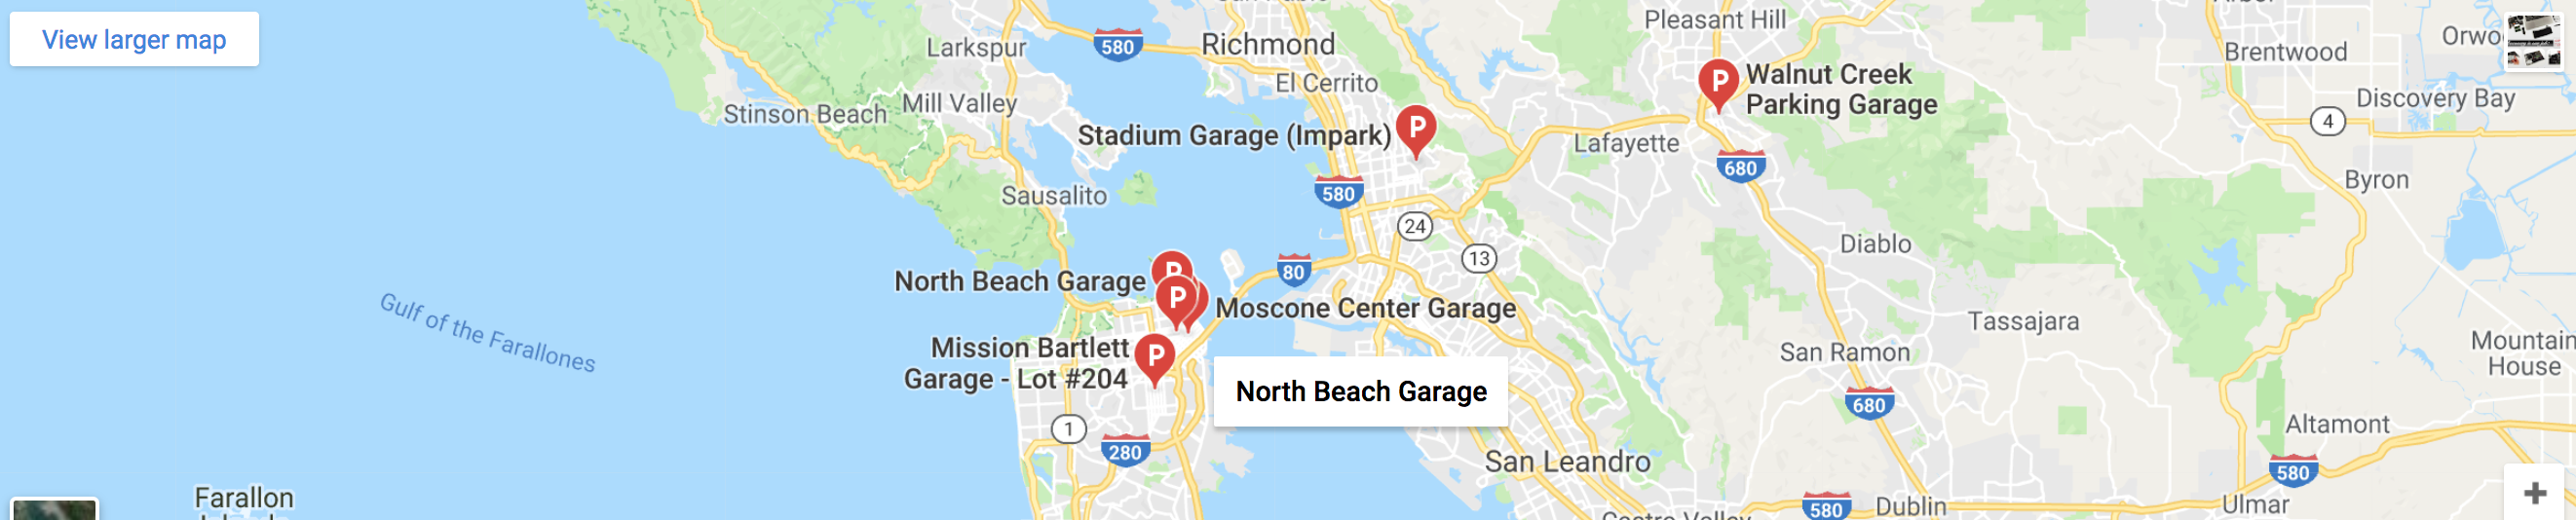 View larger map
Larkspur
580
Richmond
Pleasant Hill
Brentwood
El Cerrito
Walnut Creek
Parking Garage
P
Discovery Bay
Stinson Beach
Mill Valley
Stadium Garage (Impark)
P
Lafayette
4
680
Byron
Sausalito
580
24
Diablo
13
North Beach Garage
P
P
80
Moscone Center Garage
Gulf of the Farallones
Tassajara
Mission Bartlett
Garage - Lot #204
P
San Ramon
Mountain
House
North Beach Garage
680
1
280
Altamont
San Leandro
580
Farallon
580
Dublin
Ulmar
+